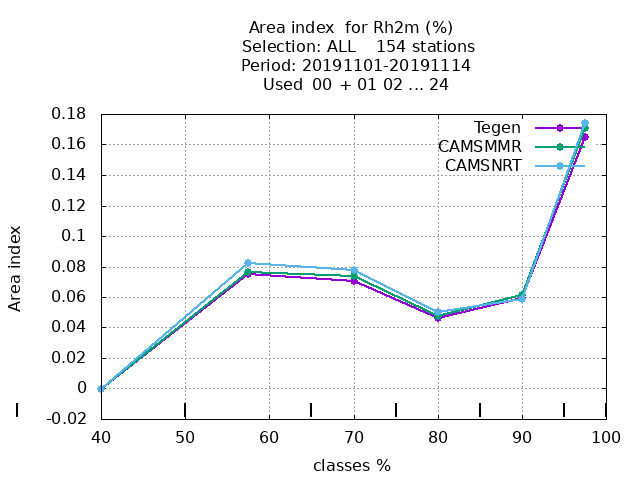 Area index  for Rh2m (%)
Selection: ALL    154 stations
Period: 20191101-20191114
Used  00  + 01 02 ... 24
Tegen
CAMSMMR
CAMSNRT
0.18
0.16
0.14
0.12
0.1
0.08
0.06
0.04
0.02
0
-0.02
Area index
40 50 60 70 80 90 100
classes %